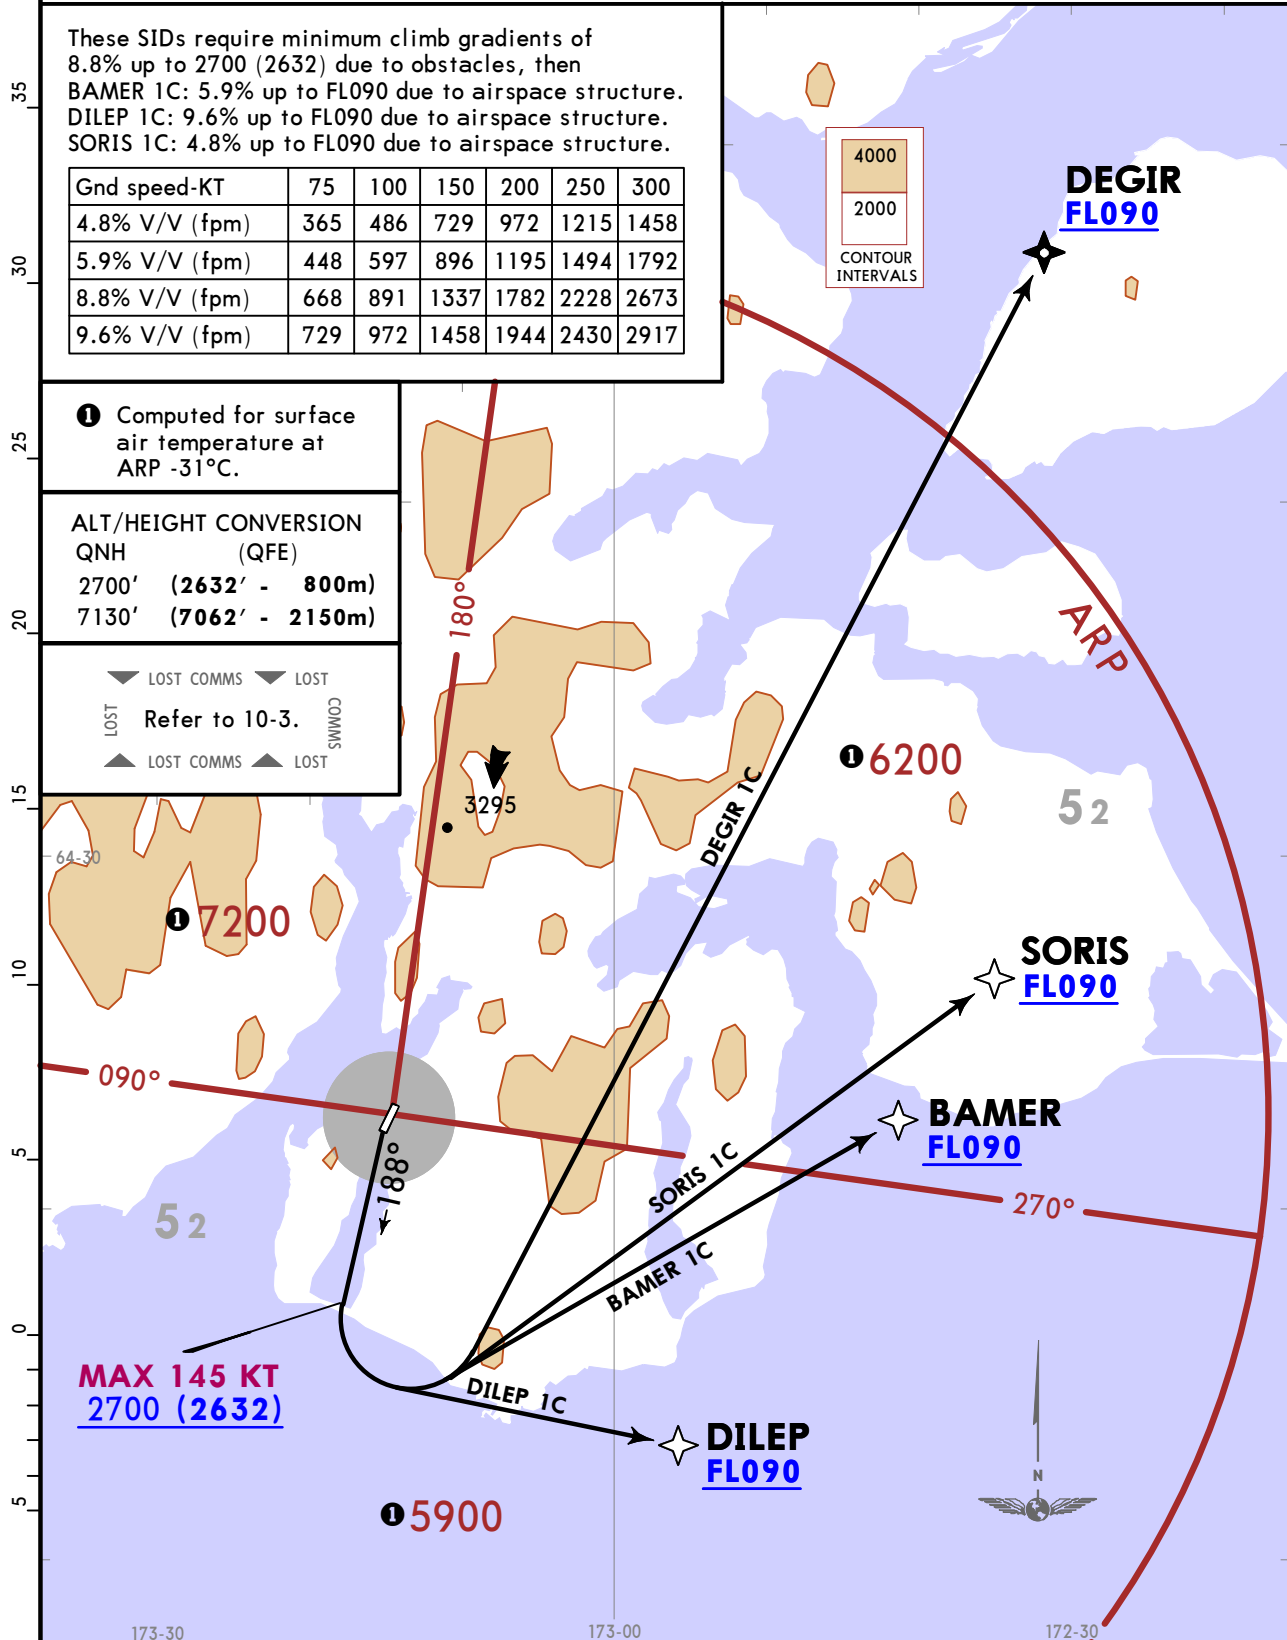 These SIDs require minimum climb gradients of
8.8% up to 2700 (2632) due to obstacles, then
BAMER 1C: 5.9% up to FL090 due to airspace structure.
DILEP 1C: 9.6% up to FL090 due to airspace structure.
SORIS 1C: 4.8% up to FL090 due to airspace structure.
Gnd speed-KT 75 100 150 200 250 300
4.8% V/V (fpm) 365 486 729 972 1215 1458
5.9% V/V (fpm) 448 597 896 1195 1494 1792
8.8% V/V (fpm) 668 891 1337 1782 2228 2673
9.6% V/V (fpm) 729 972 1458 1944 2430 2917
❶ Computed for surface
air temperature at
ARP -31°C.
ALT/HEIGHT CONVERSION
QNH (QFE)
2700' (2632' - 800m)
7130' (7062' - 2150m)
LOST COMMS LOST
LOST
Refer to 10-3.
COMMS
LOST COMMS LOST
4000
2000
CONTOUR
INTERVALS
DEGIR
FL090
35
30
25
20
15
10
5
0
5
180°
ARP
❶ 6200
5 2
3295
DEGIR 1C
64-30
❶ 7200
SORIS
FL090
090°
BAMER
FL090
188°
SORIS 1C
270°
5 2
BAMER 1C
MAX 145 KT
2700 (2632)
DILEP 1C
DILEP
FL090
N
❶ 5900
173-30
173-00
172-30